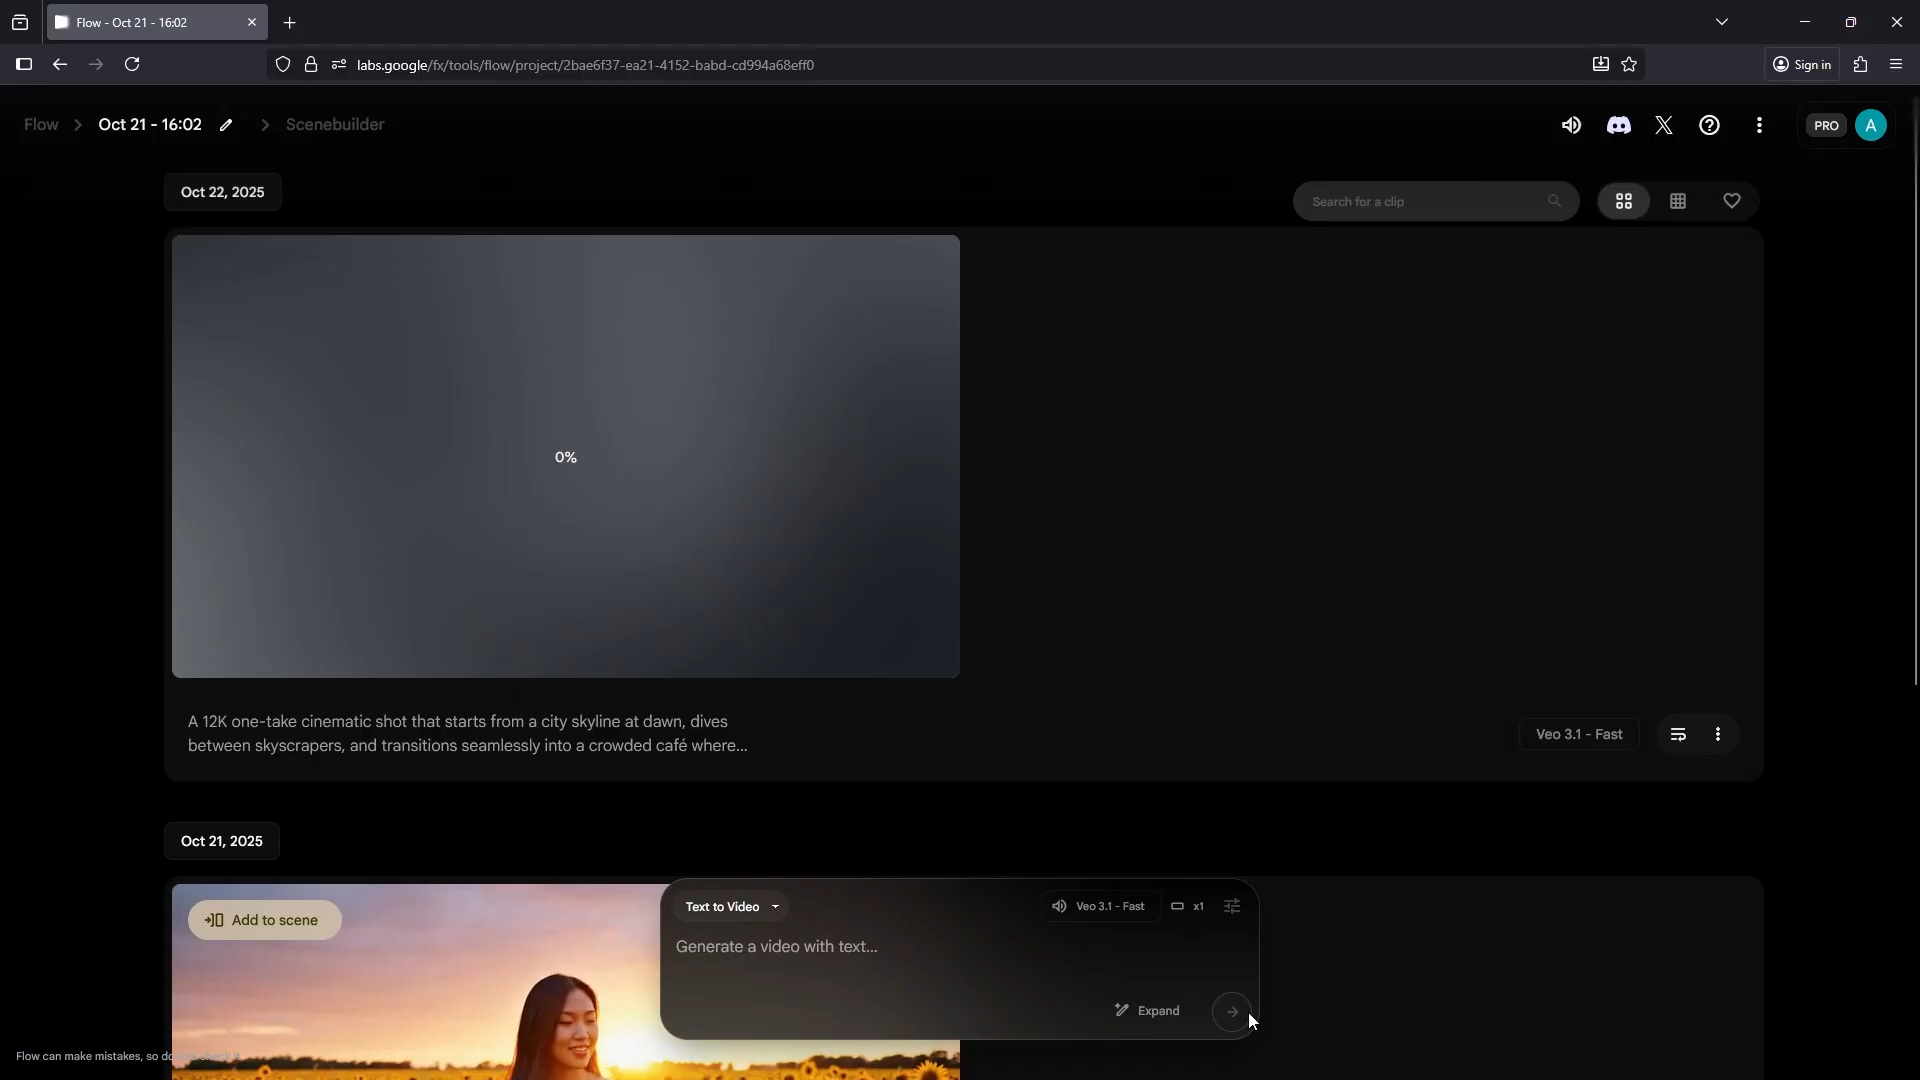 Flow - Oct 21 - 16:02
labs.google/fx/tools/flow/project/2bae6f37-ea21-4152-babd-cd994a68eff0
Sign in
Flow
Oct 21 - 16:02
Scenebuilder
PRO
A
Oct 22, 2025
Search for a clip
0%
A 12K one-take cinematic shot that starts from a city skyline at dawn, dives
between skyscrapers, and transitions seamlessly into a crowded café where...
Veo 3.1 - Fast
Oct 21, 2025
Add to scene
Text to Video
Veo 3.1 - Fast
x1
Generate a video with text...
Expand
Flow can make mistakes, so